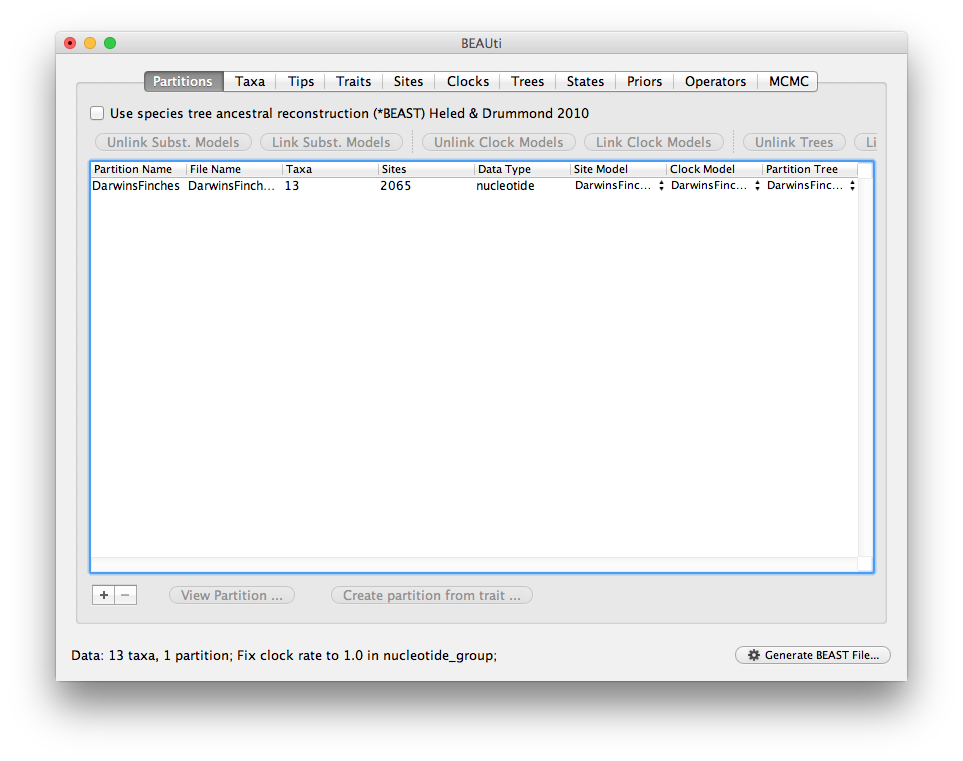 BEAUti
Partitions Taxa Tips Traits Sites Clocks Trees States Priors Operators MCMC
Use species tree ancestral reconstruction (*BEAST) Heled & Drummond 2010
Unlink Subst. Models Link Subst. Models Unlink Clock Models Link Clock Models Unlink Trees Li
Partition Name File Name Taxa Sites Data Type Site Model Clock Model Partition Tree
DarwinsFinches DarwinsFinch... 13 2065 nucleotide DarwinsFinc... DarwinsFinc... DarwinsFinc...
+ − View Partition ... Create partition from trait ...
Data: 13 taxa, 1 partition; Fix clock rate to 1.0 in nucleotide_group; Generate BEAST File...